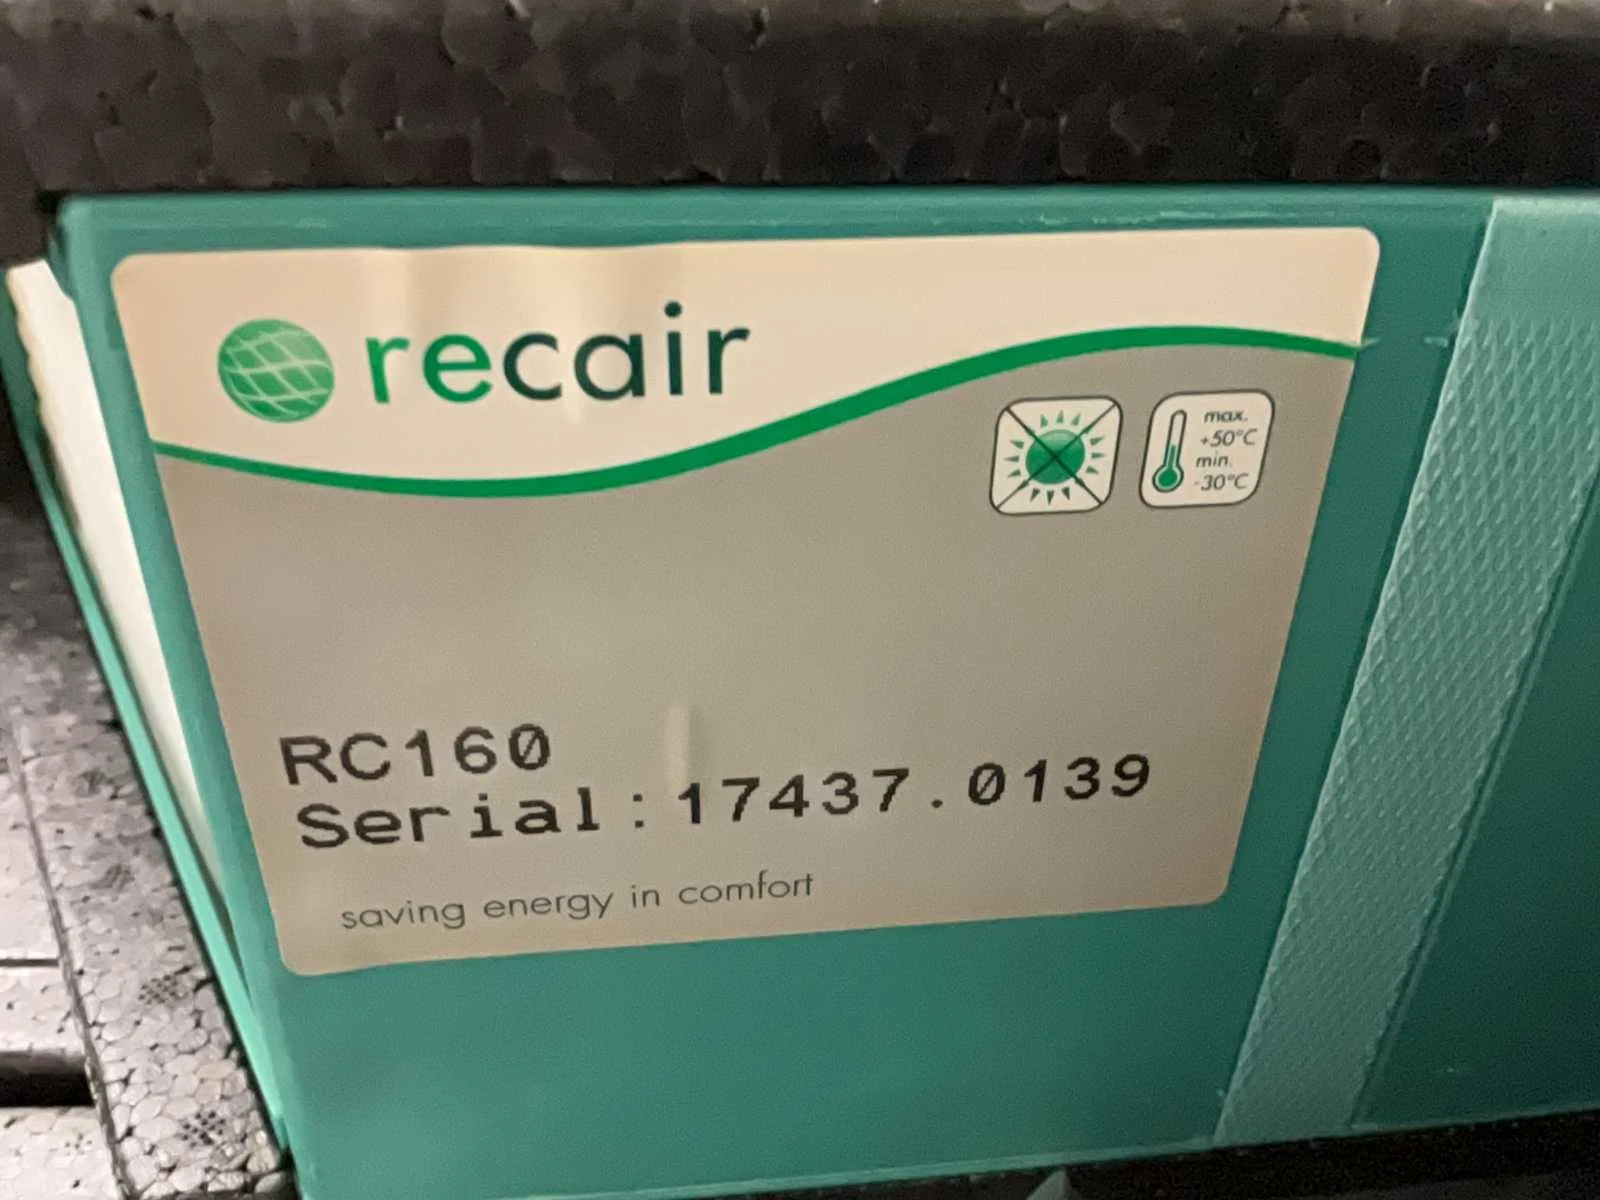 recair
max.
+50°C
min.
-30°C
RC160
Serial:17437.0139
saving energy in comfort